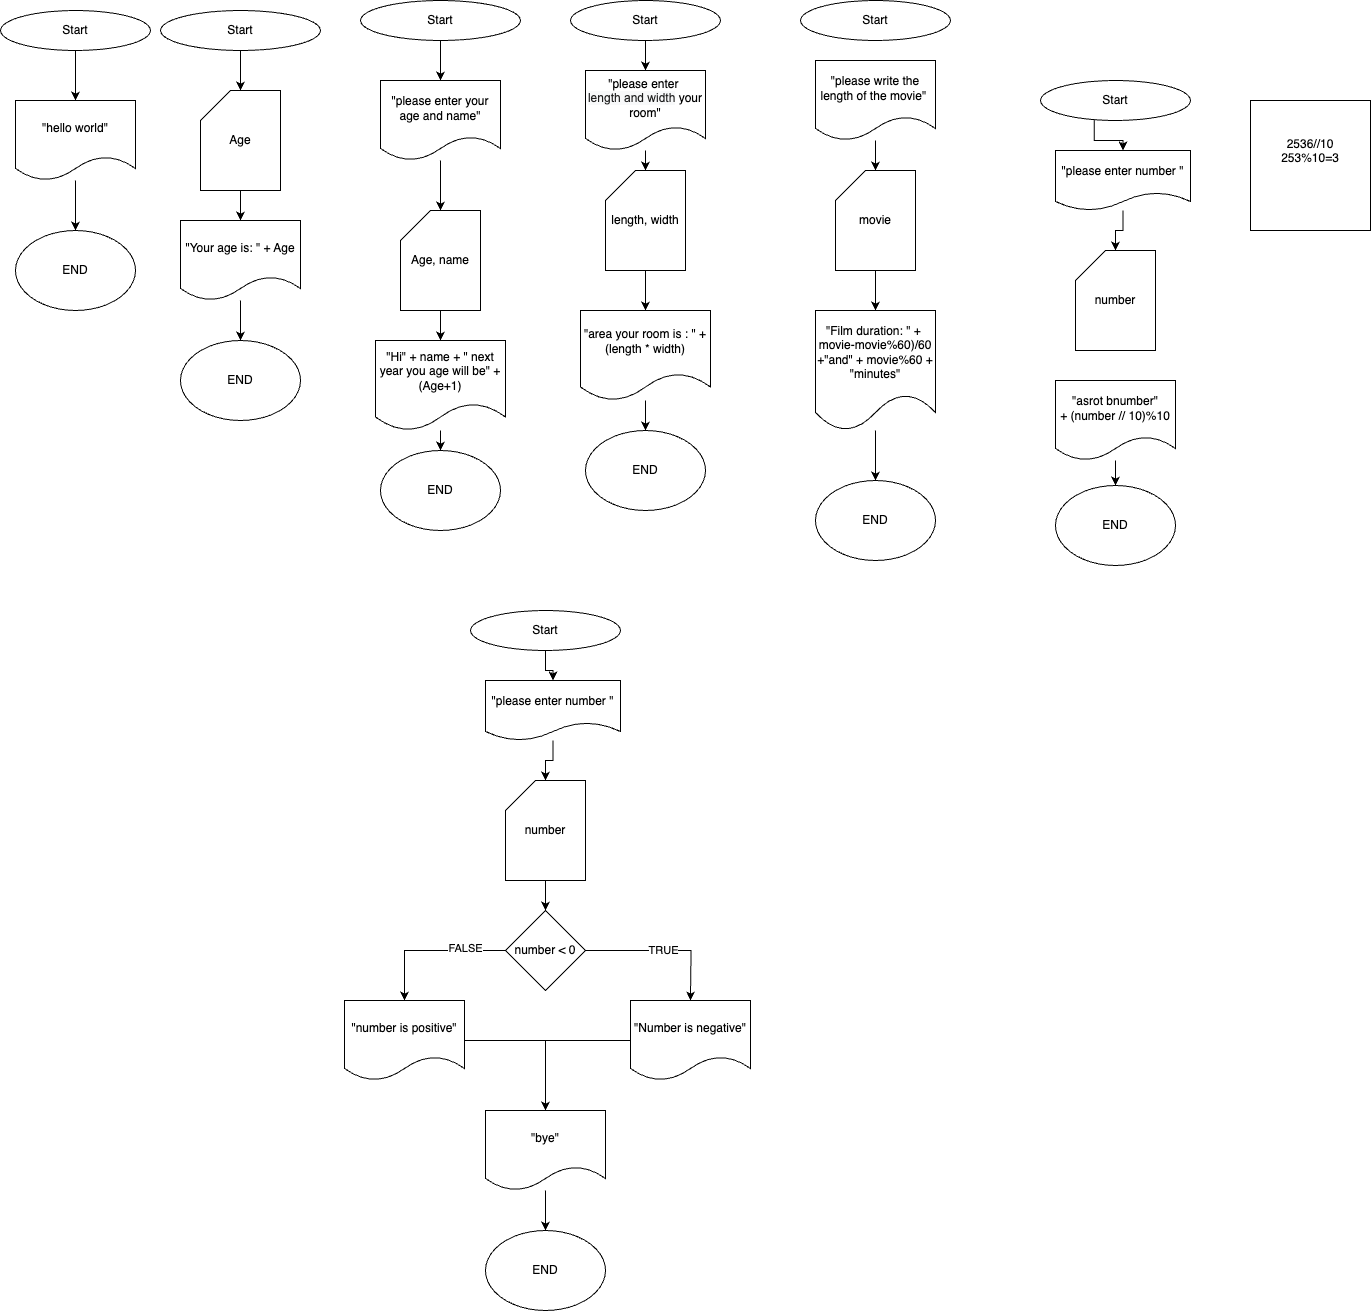 Start
"hello world"
END
Start
Age
"Your age is: " + Age
END
Start
"please enter your
age and name"
Age, name
"Hi" + name + " next
year you age will be" +
(Age+1)
END
Start
"please enter
length and width your
room"
length, width
"area your room is : " +
(length * width)
END
Start
"please write the
length of the movie"
movie
"Film duration: " +
movie-movie%60)/60
+"and" + movie%60 +
"minutes"
END
Start
"please enter number "
number
"asrot bnumber"
+ (number // 10)%10
END
2536//10
253%10=3
Start
"please enter number "
number
number < 0
FALSE
TRUE
"number is positive"
"Number is negative"
"bye"
END